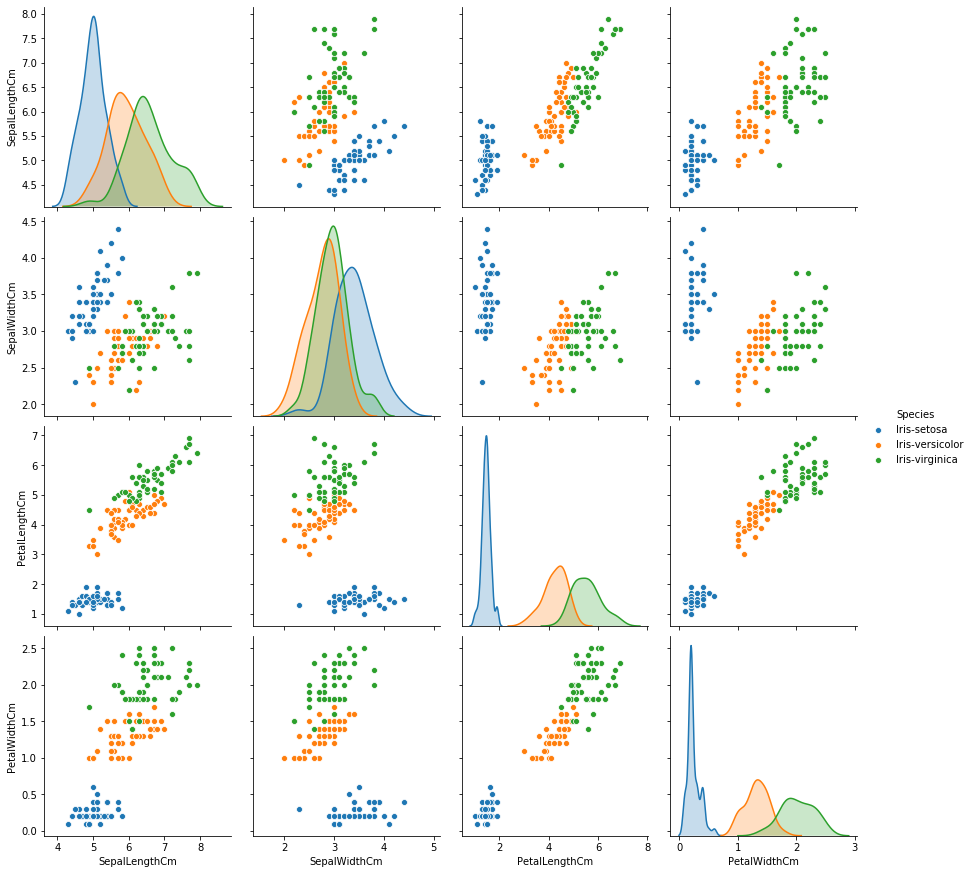 SepalLengthCm
8.0
7.5
7.0
6.5
6.0
5.5
5.0
4.5
SepalWidthCm
4.5
4.0
3.5
3.0
2.5
2.0
PetalLengthCm
7
6
5
4
3
2
1
PetalWidthCm
2.5
2.0
1.5
1.0
0.5
0.0
4 6 8
5 7
SepalLengthCm
2 3 4 5
SepalWidthCm
2 4 6 8
PetalLengthCm
0 1 2 3
PetalWidthCm
Species
Iris-setosa
Iris-versicolor
Iris-virginica